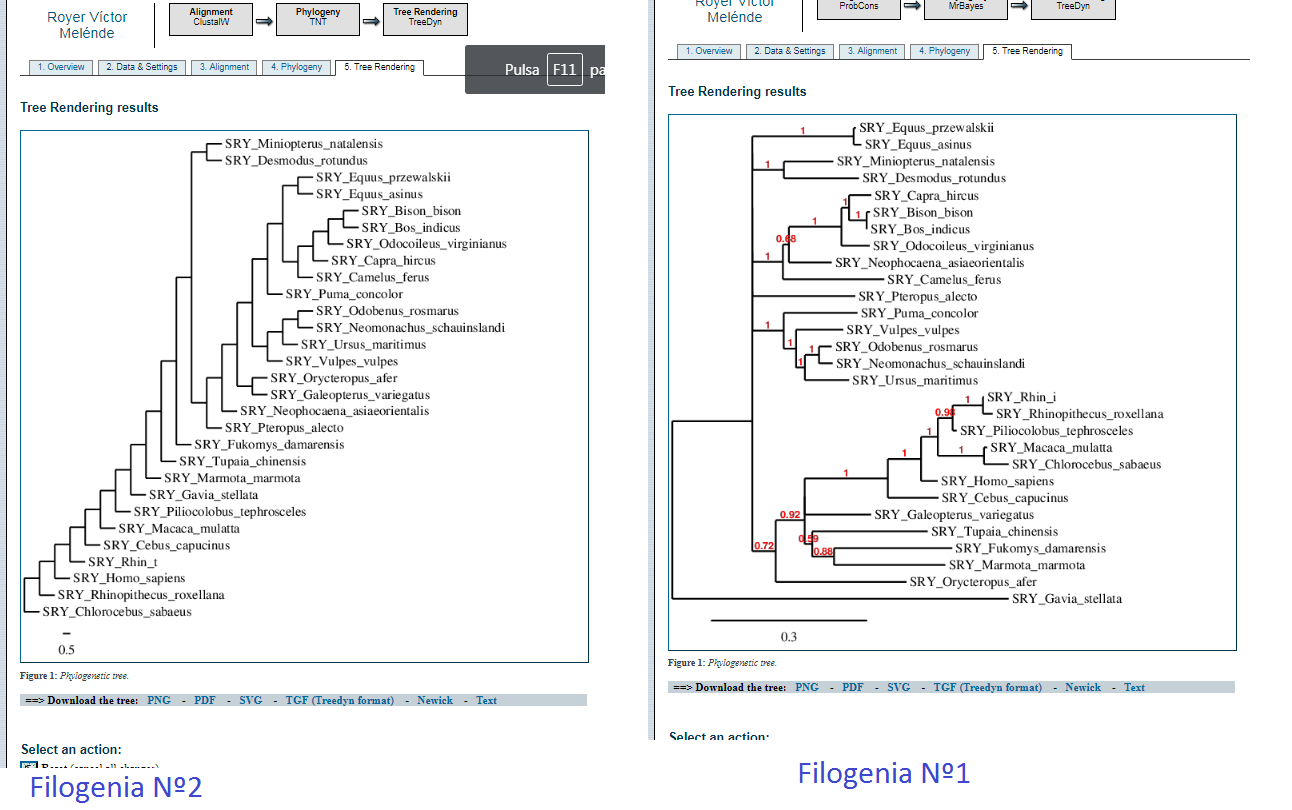 Royer Víctor
Melénde
Alignment
ClustalW
Phylogeny
TNT
Tree Rendering
TreeDyn
1. Overview
2. Data & Settings
3. Alignment
4. Phylogeny
5. Tree Rendering
Pulsa F11 pa
Tree Rendering results
SRY_Miniopterus_natalensis
SRY_Desmodus_rotundus
SRY_Equus_przewalskii
SRY_Equus_asinus
SRY_Bison_bison
SRY_Bos_indicus
SRY_Odocoileus_virginianus
SRY_Capra_hircus
SRY_Camelus_ferus
SRY_Puma_concolor
SRY_Odobenus_rosmarus
SRY_Neomonachus_schauinslandi
SRY_Ursus_maritimus
SRY_Vulpes_vulpes
SRY_Orycteropus_afer
SRY_Galeopterus_variegatus
SRY_Neophocaena_asiaeorientalis
SRY_Pteropus_alecto
SRY_Fukomys_damarensis
SRY_Tupaia_chinensis
SRY_Marmota_marmota
SRY_Gavia_stellata
SRY_Piliocolobus_tephrosceles
SRY_Macaca_mulatta
SRY_Cebus_capucinus
SRY_Rhin_t
SRY_Homo_sapiens
SRY_Rhinopithecus_roxellana
SRY_Chlorocebus_sabaeus
0.5
Figure 1: Phylogenetic tree.
==> Download the tree: PNG - PDF - SVG - TGF (Treedyn format) - Newick - Text
Select an action:
Filogenia Nº2
Royer Víctor
Melénde
ProbCons
MrBayes
TreeDyn
1. Overview
2. Data & Settings
3. Alignment
4. Phylogeny
5. Tree Rendering
Tree Rendering results
1 SRY_Equus_przewalskii
SRY_Equus_asinus
1 SRY_Miniopterus_natalensis
SRY_Desmodus_rotundus
1 SRY_Capra_hircus
1 1 SRY_Bison_bison
SRY_Bos_indicus
0.68 SRY_Odocoileus_virginianus
1 SRY_Neophocaena_asiaeorientalis
SRY_Camelus_ferus
SRY_Pteropus_alecto
SRY_Puma_concolor
1 SRY_Vulpes_vulpes
1 1 SRY_Odobenus_rosmarus
1 SRY_Neomonachus_schauinslandi
SRY_Ursus_maritimus
1 SRY_Rhin_i
0.98 SRY_Rhinopithecus_roxellana
1 SRY_Piliocolobus_tephrosceles
1 1 SRY_Macaca_mulatta
SRY_Chlorocebus_sabaeus
1 SRY_Homo_sapiens
SRY_Cebus_capucinus
0.92 SRY_Galeopterus_variegatus
SRY_Tupaia_chinensis
0.72 0.59 0.88 SRY_Fukomys_damarensis
SRY_Marmota_marmota
SRY_Orycteropus_afer
SRY_Gavia_stellata
0.3
Figure 1: Phylogenetic tree.
==> Download the tree: PNG - PDF - SVG - TGF (Treedyn format) - Newick - Text
Select an action:
Filogenia Nº1